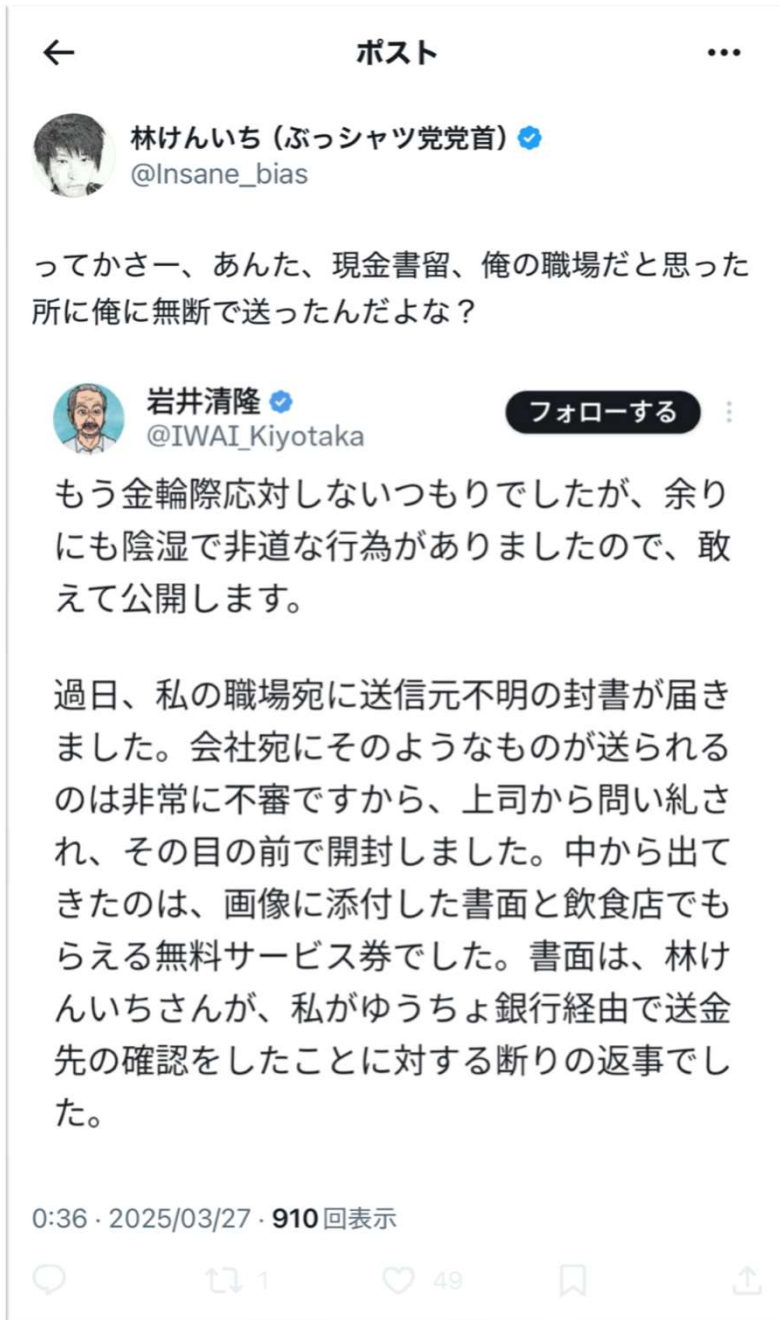 ポスト
林けんいち（ぶっシャツ党党首）
@Insane_bias
ってかさー、あんた、現金書留、俺の職場だと思った
所に俺に無断で送ったんだよな？
岩井清隆
@IWAI_Kiyotaka
フォローする
もう金輪際応対しないつもりでしたが、余り
にも陰湿で非道な行為がありましたので、敢
えて公開します。
過日、私の職場宛に送信元不明の封書が届き
ました。会社宛にそのようなものが送られる
のは非常に不審ですから、上司から問い糺さ
れ、その目の前で開封しました。中から出て
きたのは、画像に添付した書面と飲食店でも
らえる無料サービス券でした。書面は、林け
んいちさんが、私がゆうちょ銀行経由で送金
先の確認をしたことに対する断りの返事でし
た。
0:36 · 2025/03/27 · 910回表示
1 49